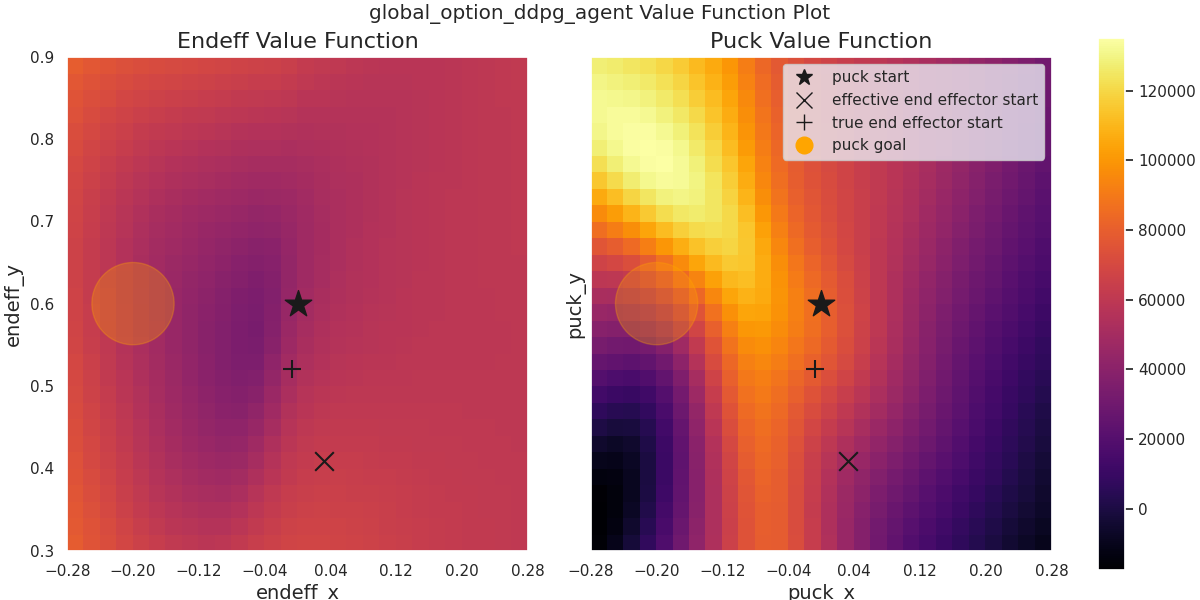 global_option_ddpg_agent Value Function Plot
Endeff Value Function
endeff_y
0.9
0.8
0.7
0.6
0.5
0.4
0.3
−0.28 −0.20 −0.12 −0.04 0.04 0.12 0.20 0.28
endeff_x
Puck Value Function
puck start
effective end effector start
true end effector start
puck goal
puck_y
−0.28 −0.20 −0.12 −0.04 0.04 0.12 0.20 0.28
puck_x
120000
100000
80000
60000
40000
20000
0